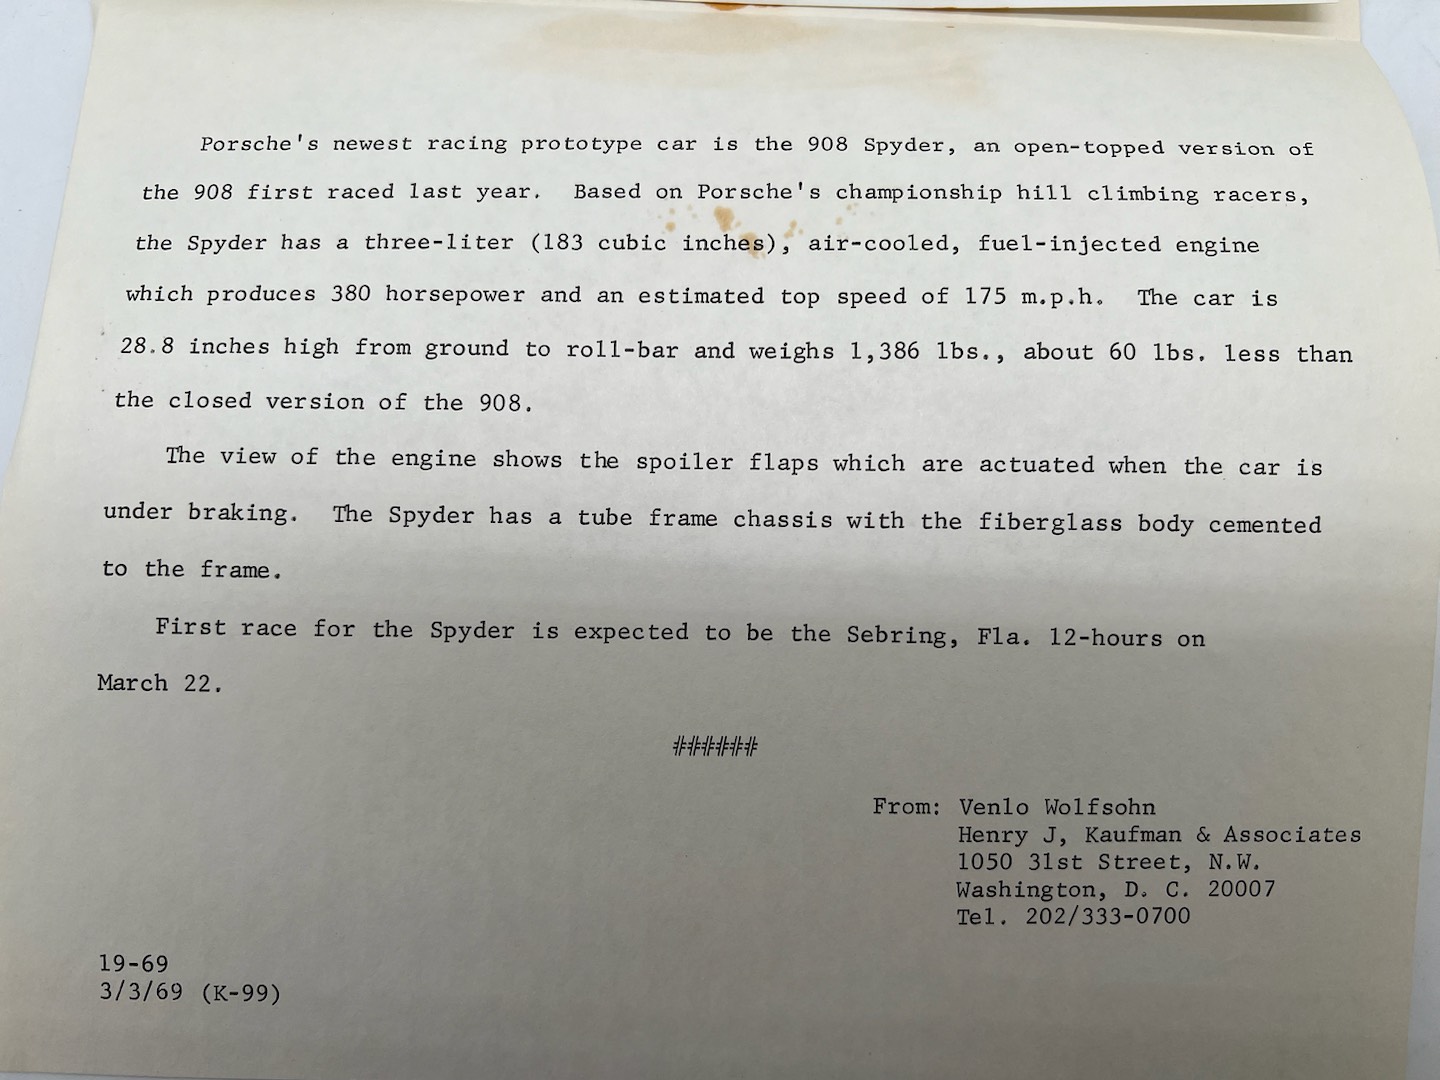 Porsche's newest racing prototype car is the 908 Spyder, an open-topped version of
the 908 first raced last year.  Based on Porsche's championship hill climbing racers,
the Spyder has a three-liter (183 cubic inches), air-cooled, fuel-injected engine
which produces 380 horsepower and an estimated top speed of 175 m.p.h.  The car is
28.8 inches high from ground to roll-bar and weighs 1,386 lbs., about 60 lbs. less than
the closed version of the 908.
The view of the engine shows the spoiler flaps which are actuated when the car is
under braking.  The Spyder has a tube frame chassis with the fiberglass body cemented
to the frame.
First race for the Spyder is expected to be the Sebring, Fla. 12-hours on
March 22.
######
From: Venlo Wolfsohn
Henry J, Kaufman & Associates
1050 31st Street, N.W.
Washington, D. C. 20007
Tel. 202/333-0700
19-69
3/3/69 (K-99)